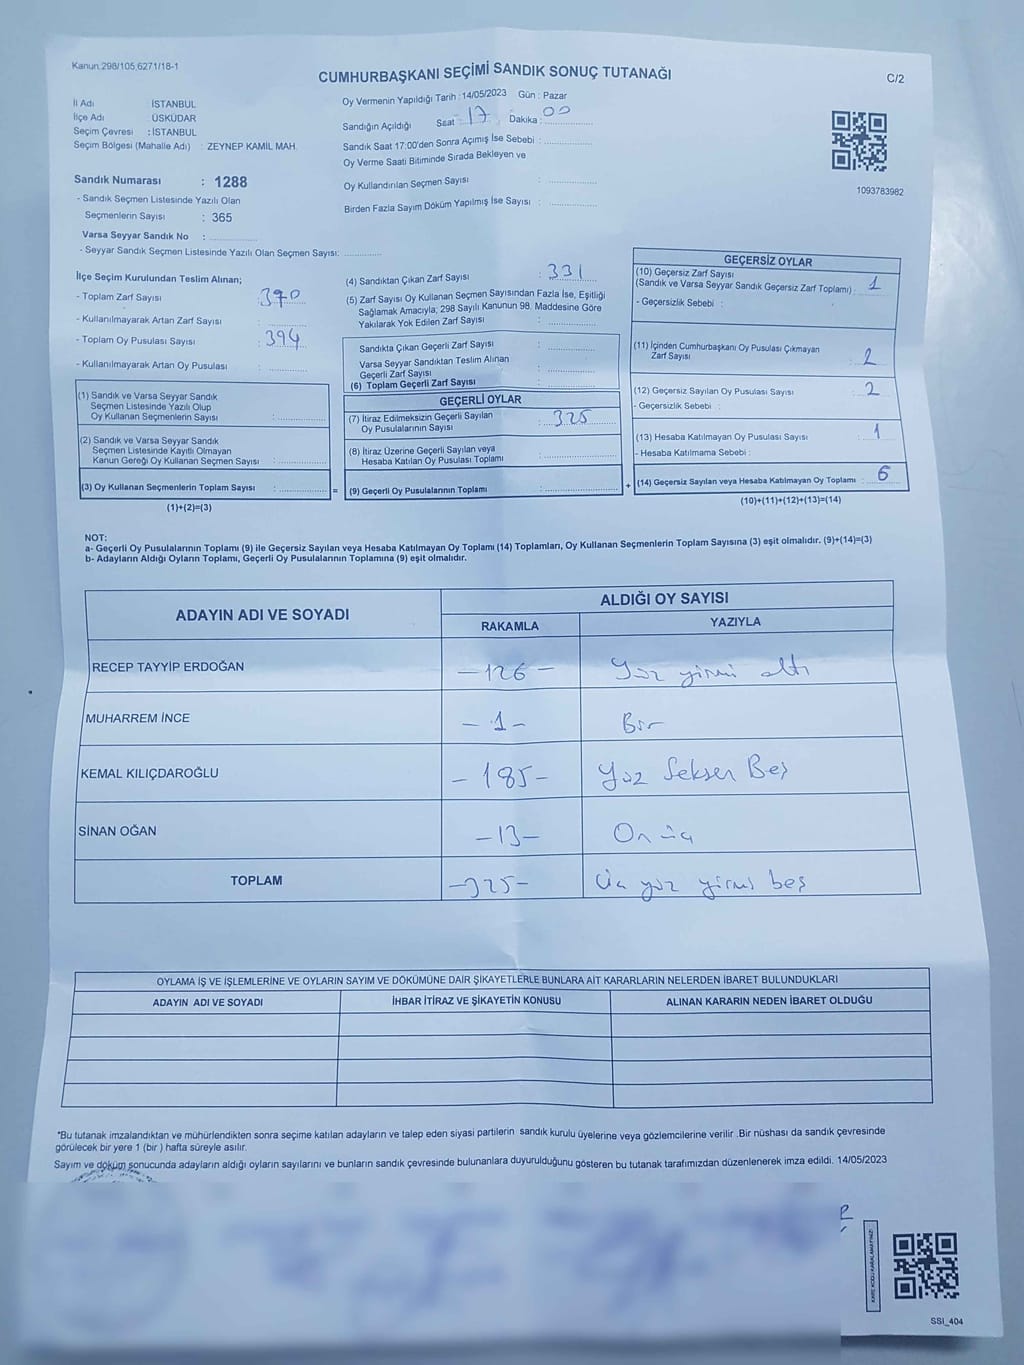 Kanun.298/105,6271/18-1
C/2
CUMHURBAŞKANI SEÇİMİ SANDIK SONUÇ TUTANAĞI
İl Adı İSTANBUL
İlçe Adı : ÜSKÜDAR
Seçim Çevresi : İSTANBUL
Seçim Bölgesi (Mahalle Adı) : ZEYNEP KAMİL MAH.
Sandık Numarası : 1288
- Sandık Seçmen Listesinde Yazılı Olan
Seçmenlerin Sayısı : 365
Varsa Seyyar Sandık No :
- Seyyar Sandık Seçmen Listesinde Yazılı Olan Seçmen Sayısı:
Oy Vermenin Yapıldığı Tarih : 14/05/2023 Gün : Pazar
Sandığın Açıldığı Saat : 17 Dakika : 00
Sandık Saat 17:00'den Sonra Açımış İse Sebebi :
Oy Verme Saati Bitiminde Sırada Bekleyen ve
Oy Kullandırılan Seçmen Sayısı :
Birden Fazla Sayım Döküm Yapılmış İse Sayısı :
1093783982
İlçe Seçim Kurulundan Teslim Alınan;
- Toplam Zarf Sayısı : 370
- Kullanılmayarak Artan Zarf Sayısı :
- Toplam Oy Pusulası Sayısı : 394
- Kullanılmayarak Artan Oy Pusulası :
(1) Sandık ve Varsa Seyyar Sandık
Seçmen Listesinde Yazılı Olup
Oy Kullanan Seçmenlerin Sayısı :
(2) Sandık ve Varsa Seyyar Sandık
Seçmen Listesinde Kayıtlı Olmayan
Kanun Gereği Oy Kullanan Seçmen Sayısı :
(3) Oy Kullanan Seçmenlerin Toplam Sayısı : =
(1)+(2)=(3)
(4) Sandıktan Çıkan Zarf Sayısı : 331
(5) Zarf Sayısı Oy Kullanan Seçmen Sayısından Fazla İse, Eşitliği
Sağlamak Amacıyla; 298 Sayılı Kanunun 98. Maddesine Göre
Yakılarak Yok Edilen Zarf Sayısı :
Sandıkta Çıkan Geçerli Zarf Sayısı :
Varsa Seyyar Sandıktan Teslim Alınan
Geçerli Zarf Sayısı :
(6) Toplam Geçerli Zarf Sayısı :
GEÇERLİ OYLAR
(7) İtiraz Edilmeksizin Geçerli Sayılan
Oy Pusulalarının Sayısı : 325
(8) İtiraz Üzerine Geçerli Sayılan veya
Hesaba Katılan Oy Pusulası Toplamı :
(9) Geçerli Oy Pusulalarının Toplamı : +
GEÇERSİZ OYLAR
(10) Geçersiz Zarf Sayısı
(Sandık ve Varsa Seyyar Sandık Geçersiz Zarf Toplamı) : 1
- Geçersizlik Sebebi :
(11) İçinden Cumhurbaşkanı Oy Pusulası Çıkmayan
Zarf Sayısı : 2
(12) Geçersiz Sayılan Oy Pusulası Sayısı : 2
- Geçersizlik Sebebi :
(13) Hesaba Katılmayan Oy Pusulası Sayısı : 1
- Hesaba Katılmama Sebebi :
(14) Geçersiz Sayılan veya Hesaba Katılmayan Oy Toplamı : 6
(10)+(11)+(12)+(13)=(14)
NOT:
a- Geçerli Oy Pusulalarının Toplamı (9) ile Geçersiz Sayılan veya Hesaba Katılmayan Oy Toplamı (14) Toplamları, Oy Kullanan Seçmenlerin Toplam Sayısına (3) eşit olmalıdır. (9)+(14)=(3)
b- Adayların Aldığı Oyların Toplamı, Geçerli Oy Pusulalarının Toplamına (9) eşit olmalıdır.
ADAYIN ADI VE SOYADI
ALDIĞI OY SAYISI
RAKAMLA YAZIYLA
RECEP TAYYİP ERDOĞAN - 126 - Yüz yirmi altı
MUHARREM İNCE - 1 - Bir
KEMAL KILIÇDAROĞLU - 185 - Yüz Seksen Beş
SİNAN OĞAN - 13 - On üç
TOPLAM - 325 - Üç yüz yirmi beş
OYLAMA İŞ VE İŞLEMLERİNE VE OYLARIN SAYIM VE DÖKÜMÜNE DAİR ŞİKAYETLERLE BUNLARA AİT KARARLARIN NELERDEN İBARET BULUNDUKLARI
ADAYIN ADI VE SOYADI İHBAR İTİRAZ VE ŞİKAYETİN KONUSU ALINAN KARARIN NEDEN İBARET OLDUĞU
*Bu tutanak imzalandıktan ve mühürlendikten sonra seçime katılan adayların ve talep eden siyasi partilerin sandık kurulu üyelerine veya gözlemcilerine verilir .Bir nüshası da sandık çevresinde
görülecek bir yere 1 (bir ) hafta süreyle asılır.
Sayım ve döküm sonucunda adayların aldığı oyların sayılarını ve bunların sandık çevresinde bulunanlara duyurulduğunu gösteren bu tutanak tarafımızdan düzenlenerek imza edildi. 14/05/2023
SSI_404